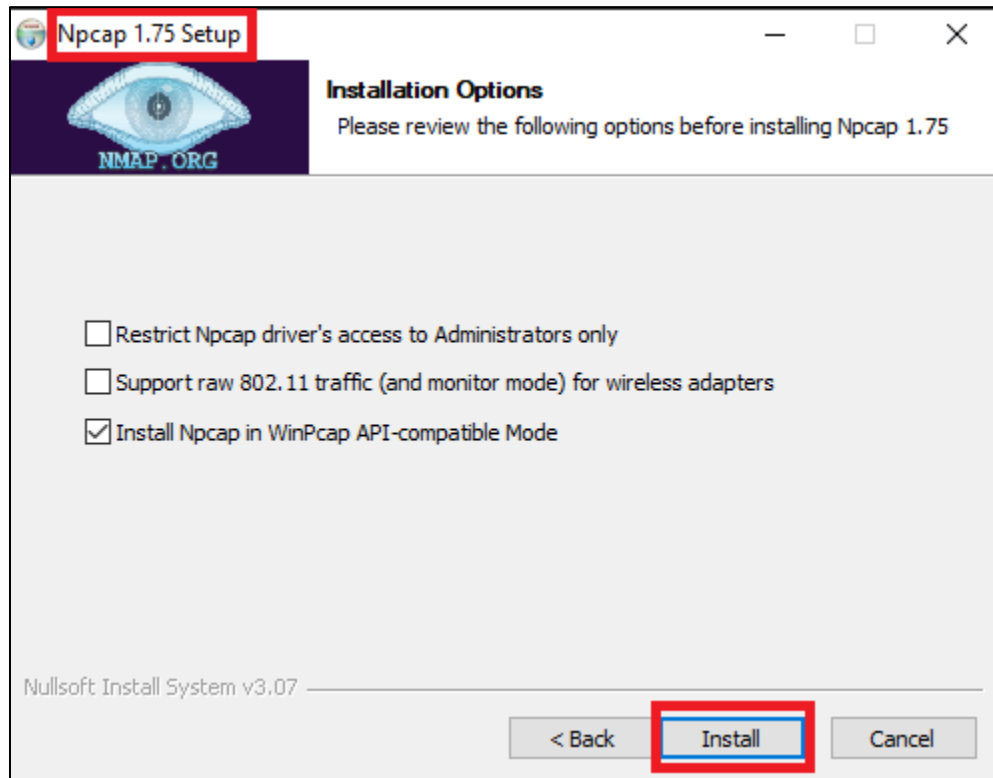 Npcap 1.75 Setup
NMAP.ORG
Installation Options
Please review the following options before installing Npcap 1.75
Restrict Npcap driver's access to Administrators only
Support raw 802.11 traffic (and monitor mode) for wireless adapters
Install Npcap in WinPcap API-compatible Mode
Nullsoft Install System v3.07
< Back
Install
Cancel